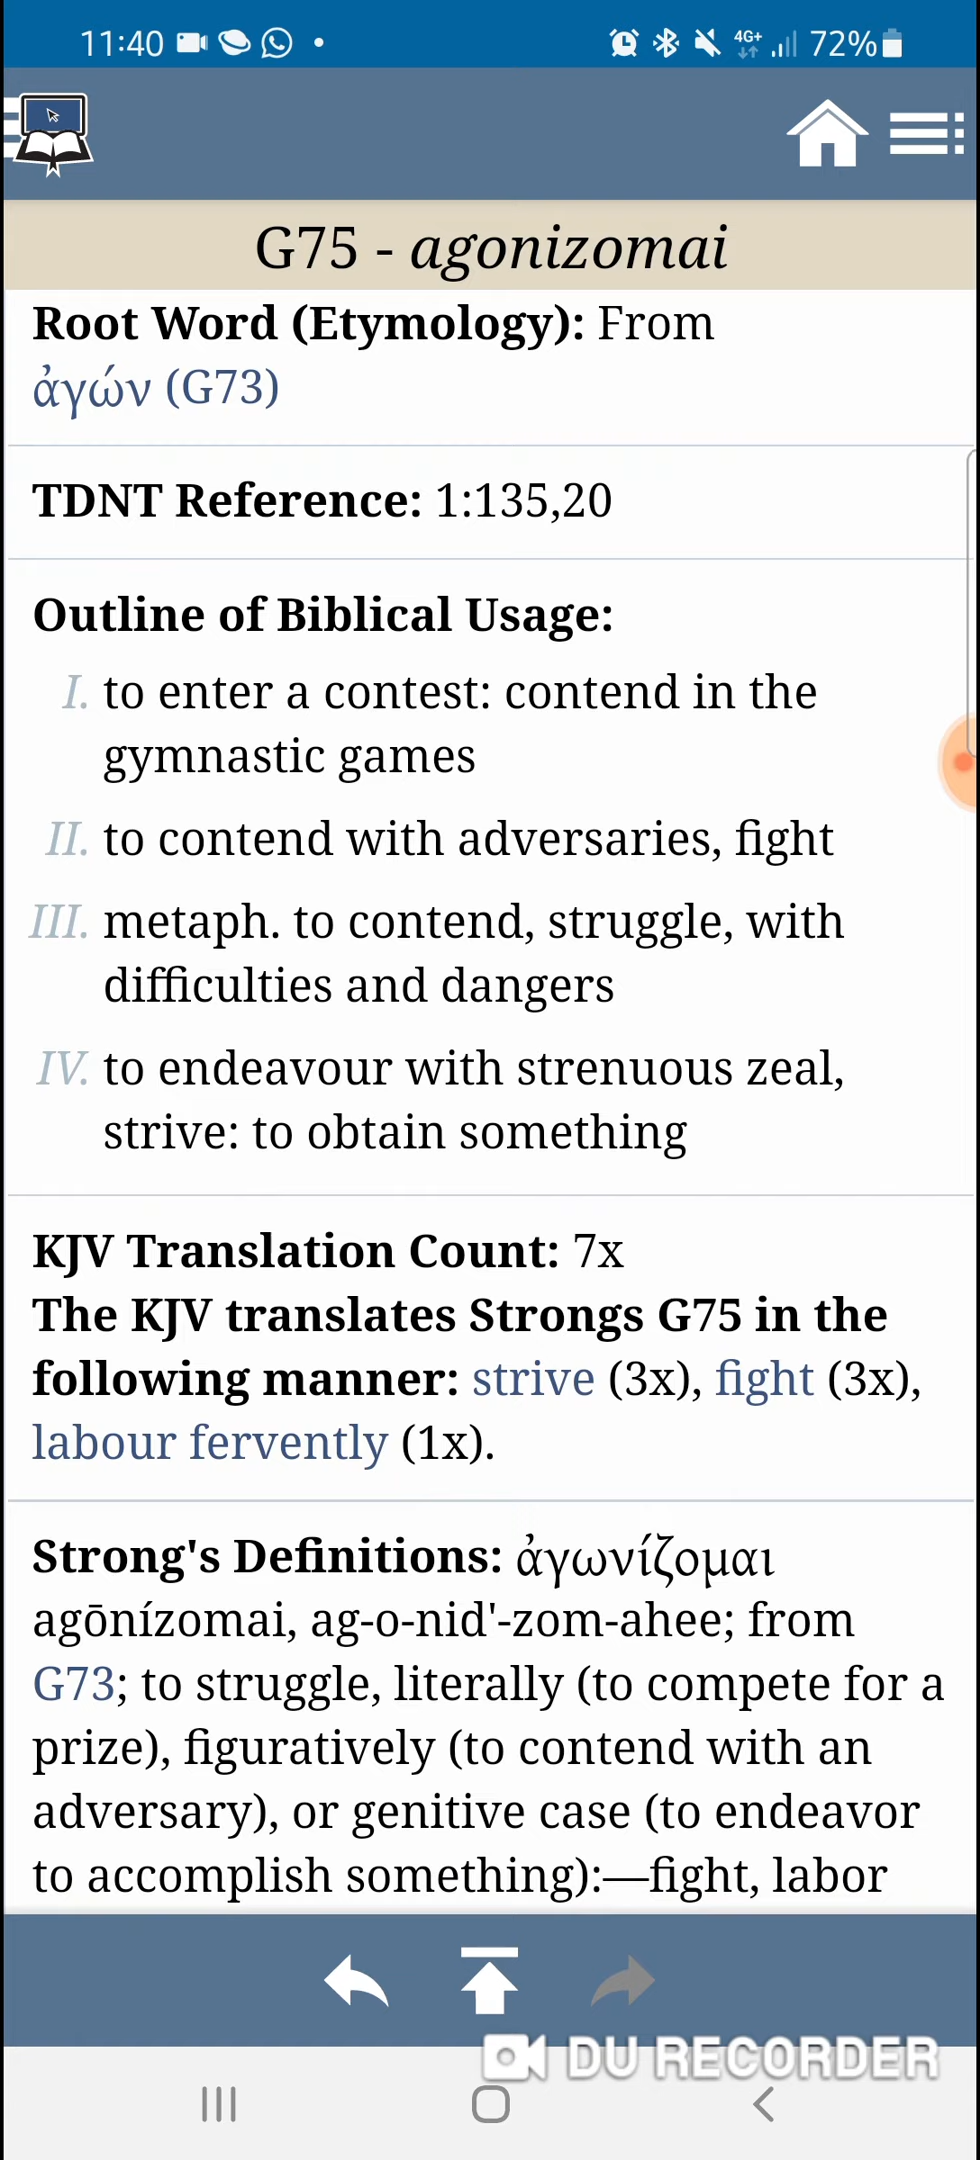 11:40
4G+
72%
G75 - agonizomai
Root Word (Etymology): From
ἀγών (G73)
TDNT Reference: 1:135,20
Outline of Biblical Usage:
I. to enter a contest: contend in the
gymnastic games
II. to contend with adversaries, fight
III. metaph. to contend, struggle, with
difficulties and dangers
IV. to endeavour with strenuous zeal,
strive: to obtain something
KJV Translation Count: 7x
The KJV translates Strongs G75 in the
following manner: strive (3x), fight (3x),
labour fervently (1x).
Strong's Definitions: ἀγωνίζομαι
agōnízomai, ag-o-nid'-zom-ahee; from
G73; to struggle, literally (to compete for a
prize), figuratively (to contend with an
adversary), or genitive case (to endeavor
to accomplish something):—fight, labor
DU RECORDER